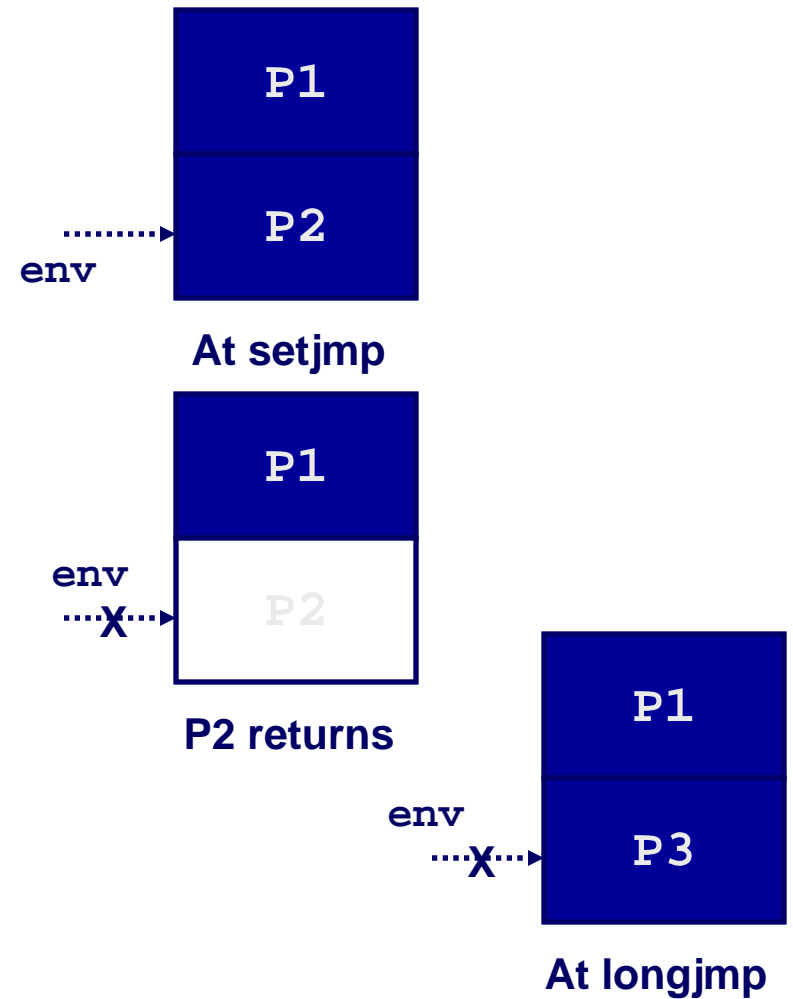 P1
P2
env
At setjmp
P1
env
P2
X
P2 returns
P1
env
P3
X
At longjmp